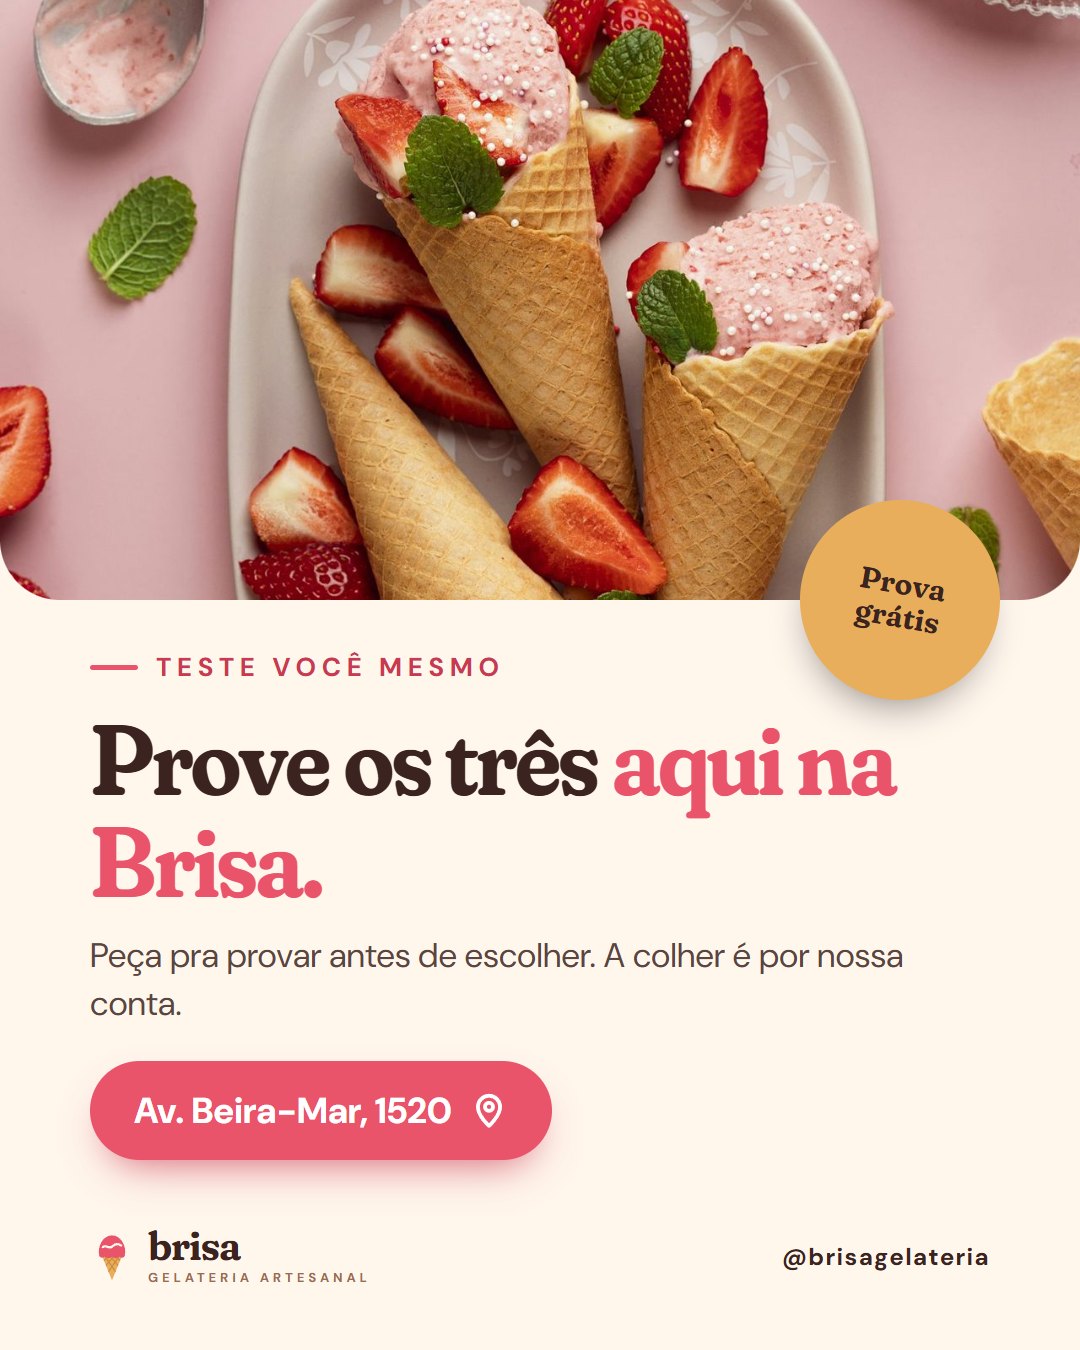 Prova
grátis
TESTE VOCÊ MESMO
Prove os três aqui na
Brisa.
Peça pra provar antes de escolher. A colher é por nossa
conta.
Av. Beira-Mar, 1520
brisa
GELATERIA ARTESANAL
@brisagelateria